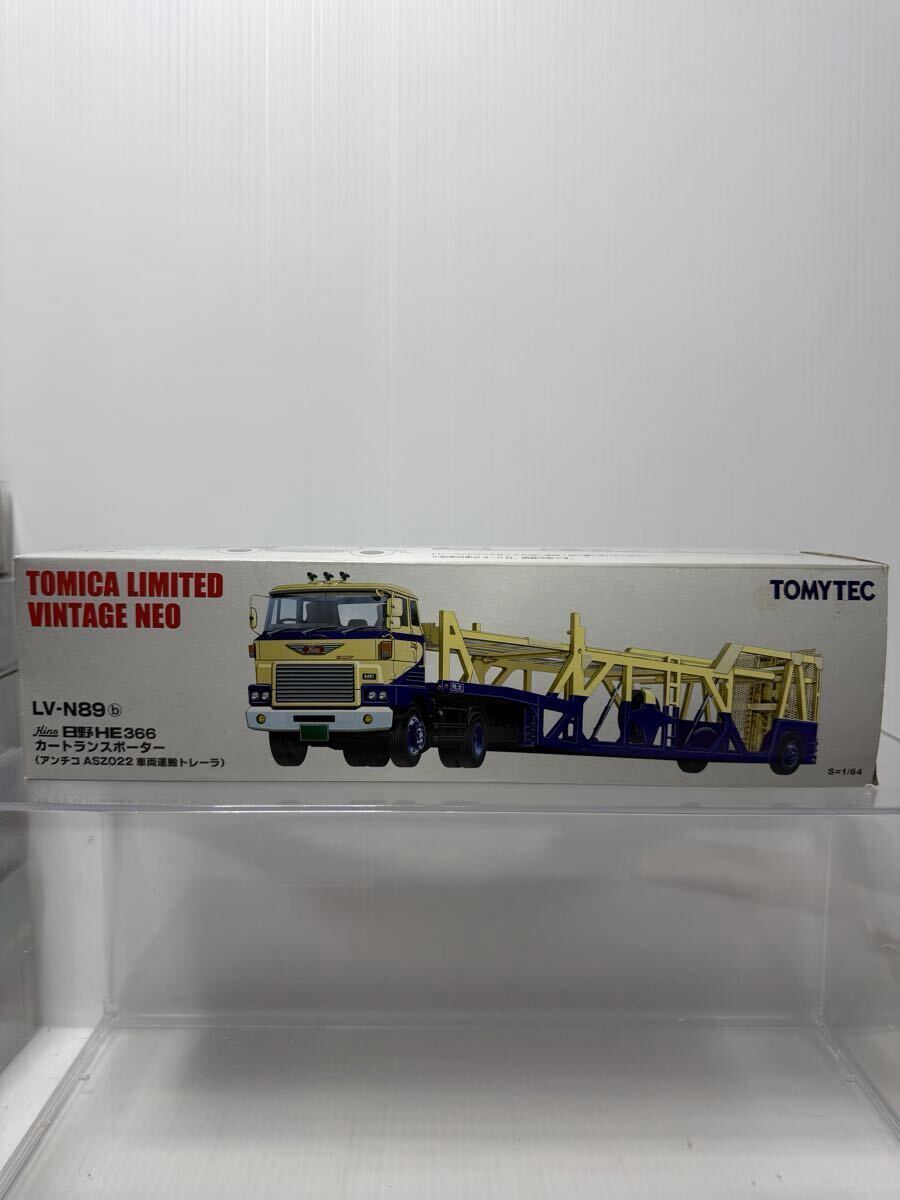 TOMICA LIMITED
VINTAGE NEO
TOMYTEC
LV-N89ⓑ
Hino 日野HE366
カートランスポーター
(アンチコ ASZ022 車両運搬トレーラ)
S=1/64
Hino